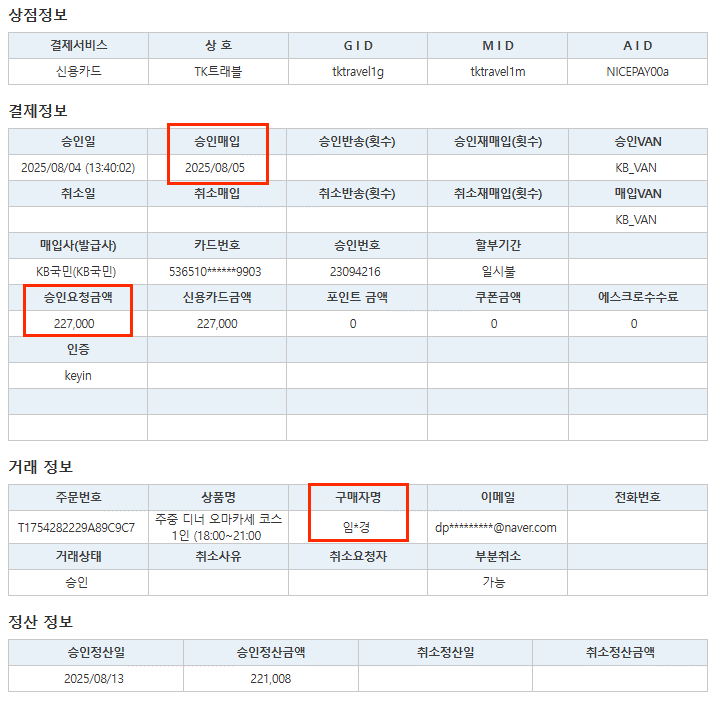 상점정보
결제서비스 상 호 G I D M I D A I D
신용카드 TK트래블 tktravel1g tktravel1m NICEPAY00a
결제정보
승인일 승인매입 승인반송(횟수) 승인재매입(횟수) 승인VAN
2025/08/04 (13:40:02) 2025/08/05 KB_VAN
취소일 취소매입 취소반송(횟수) 취소재매입(횟수) 매입VAN
KB_VAN
매입사(발급사) 카드번호 승인번호 할부기간
KB국민(KB국민) 536510******9903 23094216 일시불
승인요청금액 신용카드금액 포인트 금액 쿠폰금액 에스크로수수료
227,000 227,000 0 0 0
인증
keyin
거래 정보
주문번호 상품명 구매자명 이메일 전화번호
T1754282229A89C9C7 주중 디너 오마카세 코스 임*경 dp*********@naver.com
1인 (18:00~21:00
거래상태 취소사유 취소요청자 부분취소
승인 가능
정산 정보
승인정산일 승인정산금액 취소정산일 취소정산금액
2025/08/13 221,008